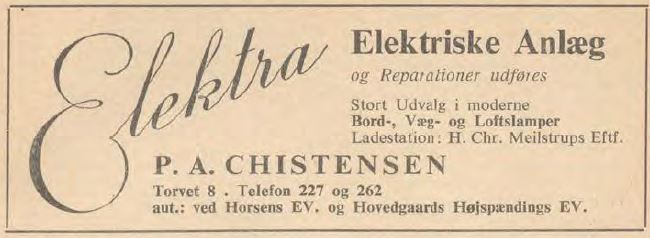 Elektra
Elektriske Anlæg
og Reparationer udføres
Stort Udvalg i moderne
Bord-, Væg- og Loftslamper
Ladestation: H. Chr. Meilstrups Eftf.
P. A. CHISTENSEN
Torvet 8 . Telefon 227 og 262
aut.: ved Horsens EV. og Hovedgaards Højspændings EV.